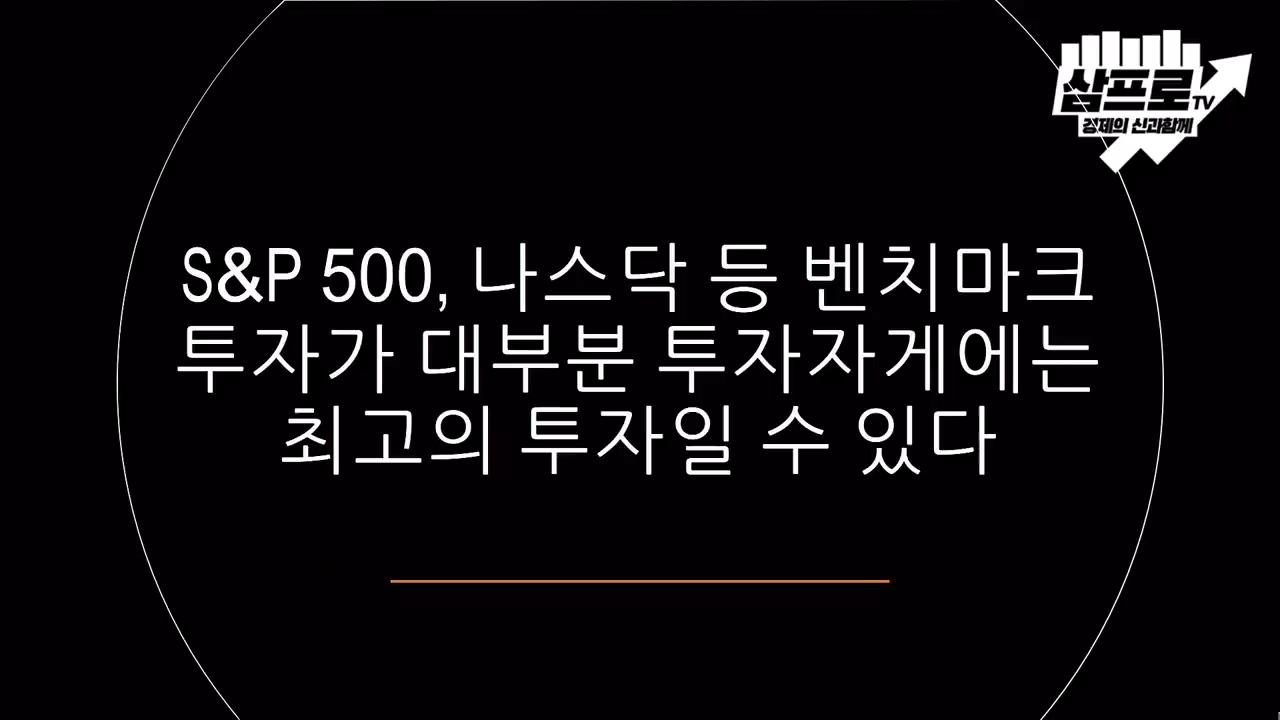 삼프로TV
경제의 신과함께
S&P 500, 나스닥 등 벤치마크
투자가 대부분 투자자게에는
최고의 투자일 수 있다